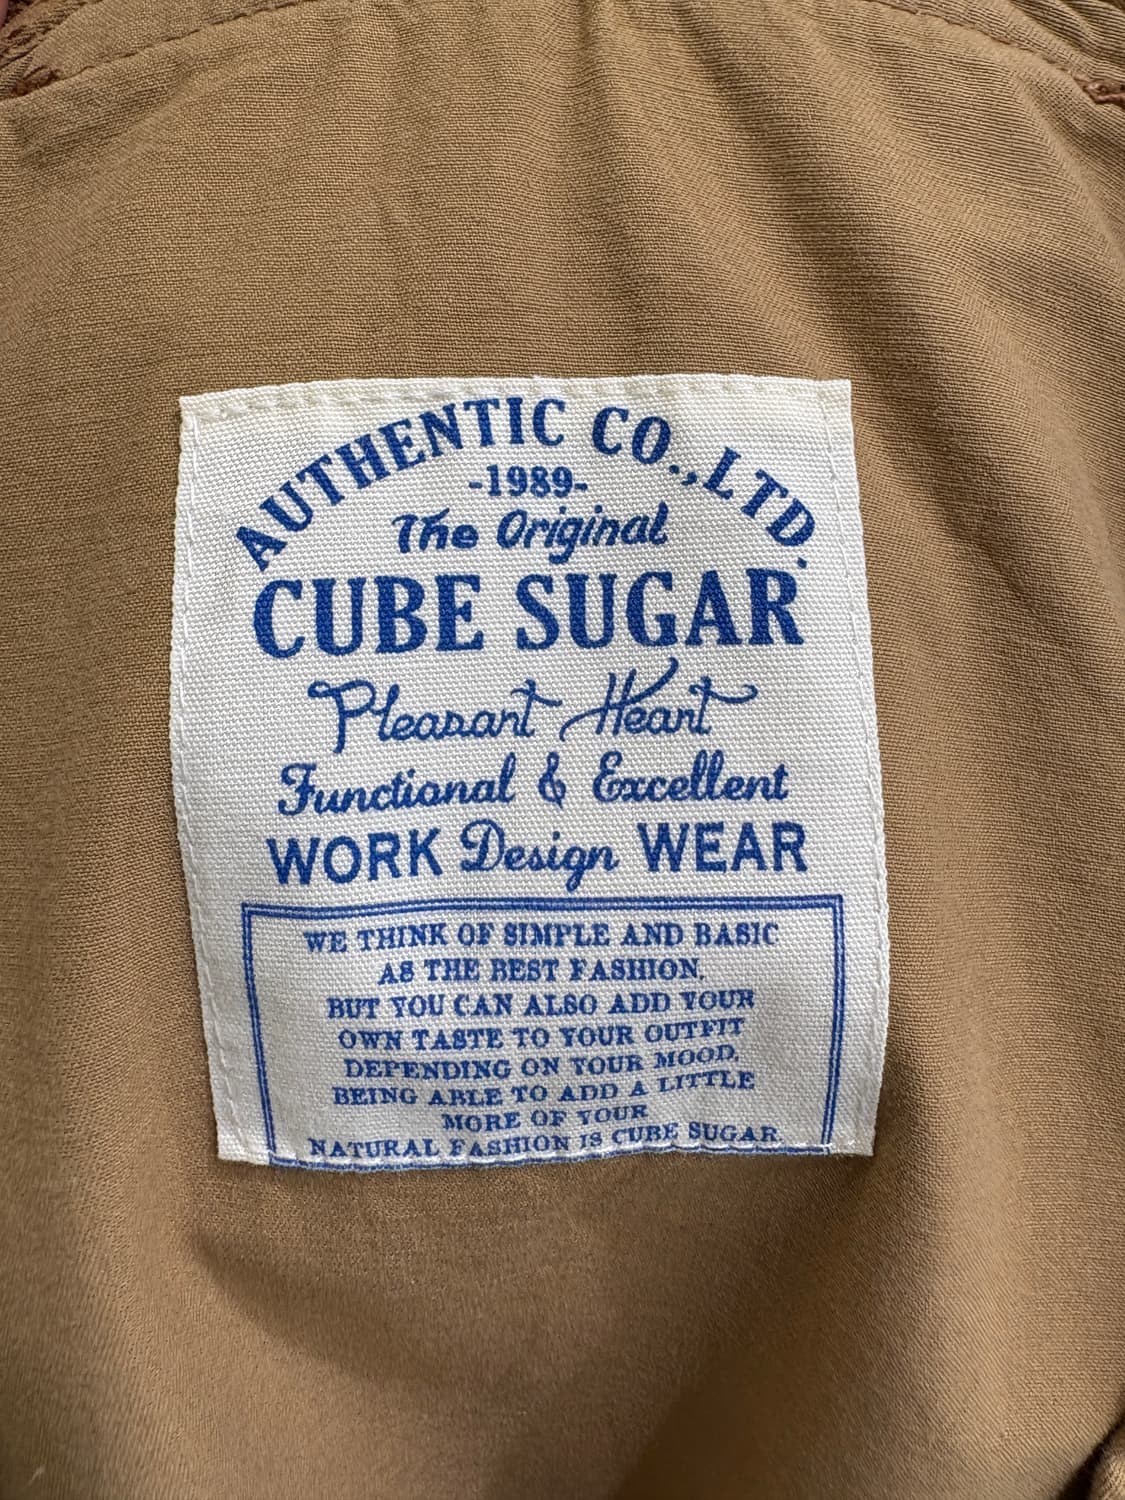 AUTHENTIC CO.,LTD.
-1989-
The Original
CUBE SUGAR
Pleasant Heart
Functional & Excellent
WORK Design WEAR
WE THINK OF SIMPLE AND BASIC
AS THE BEST FASHION.
BUT YOU CAN ALSO ADD YOUR
OWN TASTE TO YOUR OUTFIT
DEPENDING ON YOUR MOOD.
BEING ABLE TO ADD A LITTLE
MORE OF YOUR
NATURAL FASHION IS CUBE SUGAR.